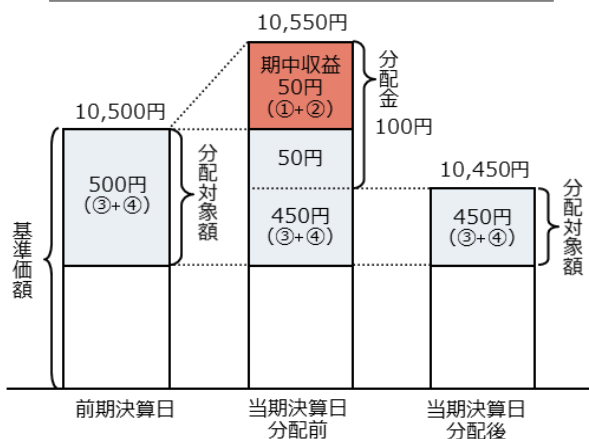 10,550円
期中収益
50円
(①+②)
分配金
100円
10,500円
50円
10,450円
500円
(③+④)
分配対象額
450円
(③+④)
450円
(③+④)
分配対象額
基準価額
前期決算日
当期決算日
分配前
当期決算日
分配後